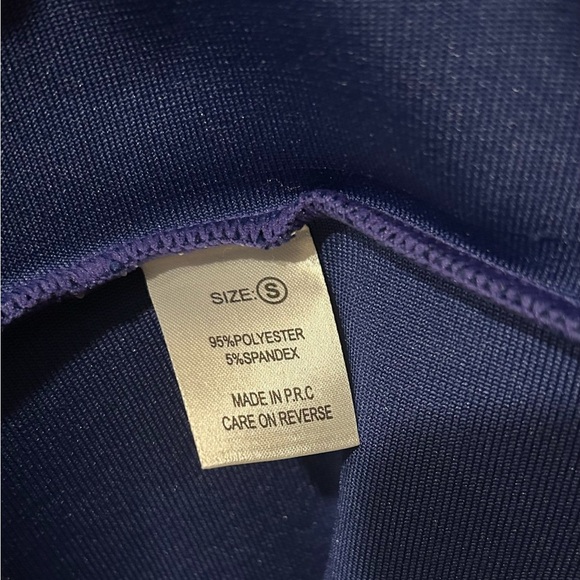 SIZE: S
95%POLYESTER
5%SPANDEX
MADE IN P.R.C
CARE ON REVERSE